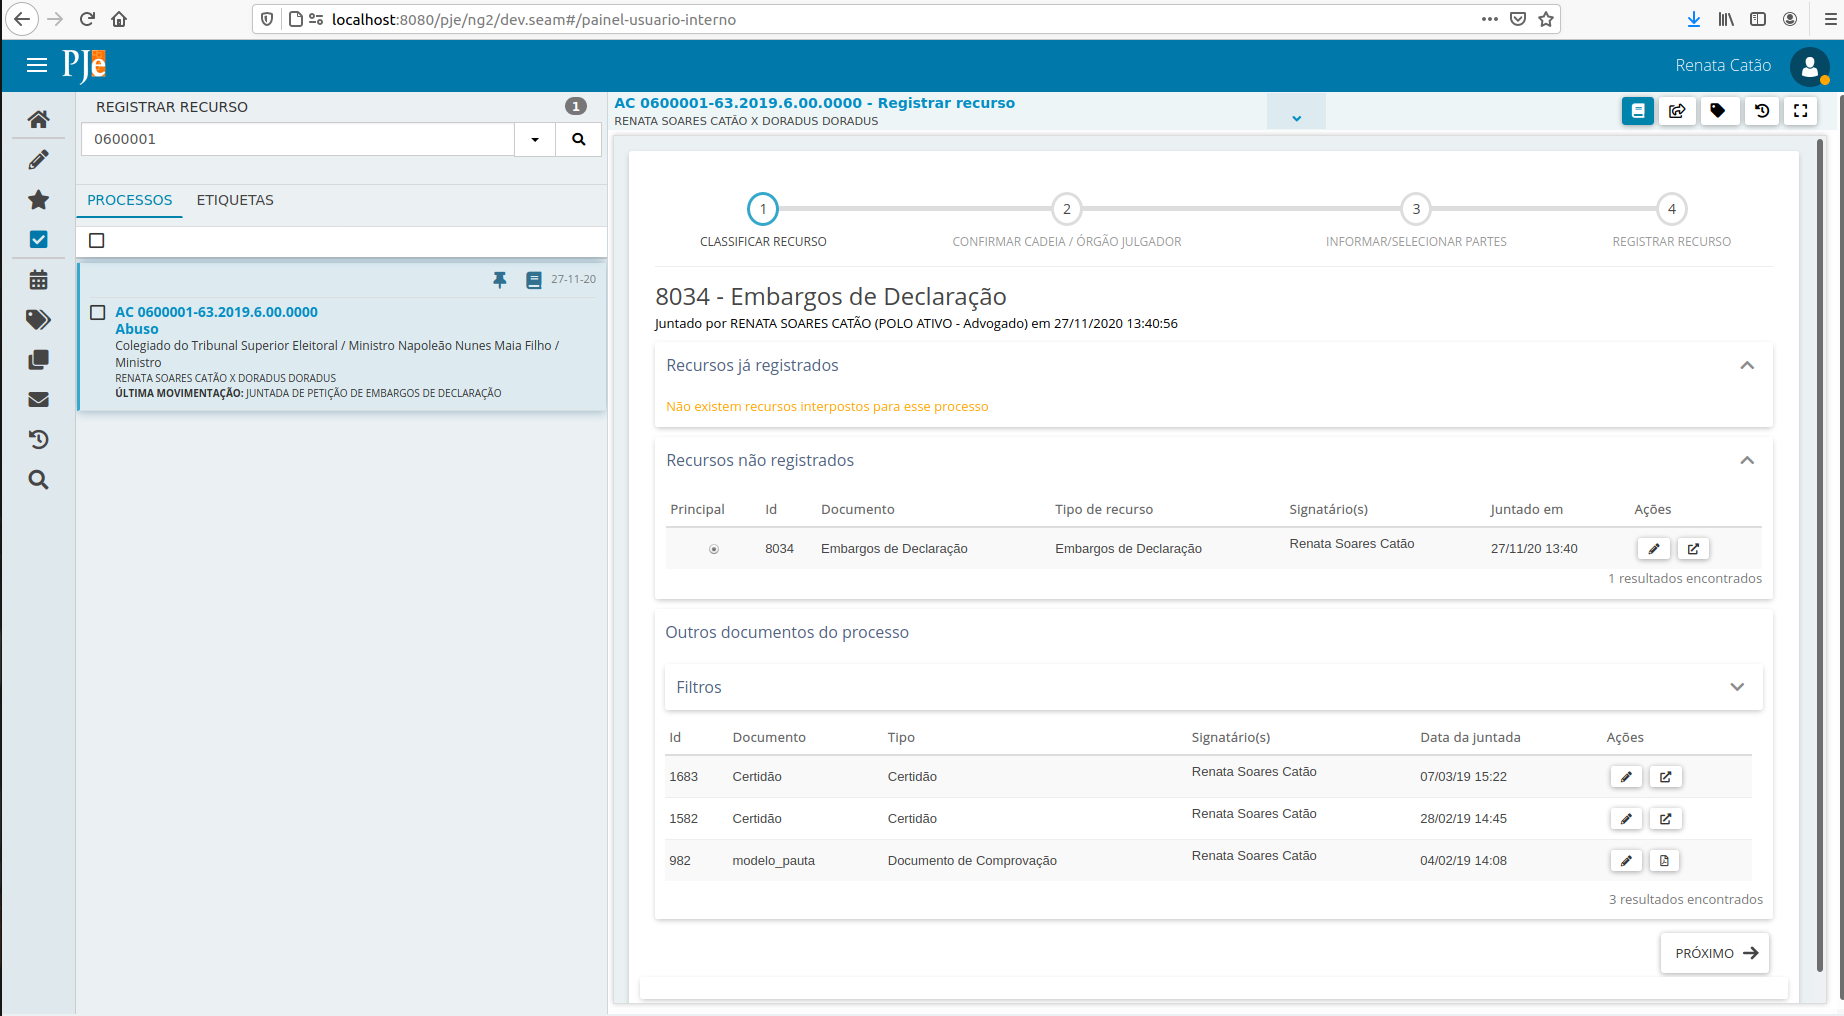 localhost:8080/pje/ng2/dev.seam#/painel-usuario-interno
PJe
Renata Catão
REGISTRAR RECURSO
1
0600001
PROCESSOS
ETIQUETAS
27-11-20
AC 0600001-63.2019.6.00.0000
Abuso
Colegiado do Tribunal Superior Eleitoral / Ministro Napoleão Nunes Maia Filho /
Ministro
RENATA SOARES CATÃO X DORADUS DORADUS
ÚLTIMA MOVIMENTAÇÃO: JUNTADA DE PETIÇÃO DE EMBARGOS DE DECLARAÇÃO
AC 0600001-63.2019.6.00.0000 - Registrar recurso
RENATA SOARES CATÃO X DORADUS DORADUS
1 2 3 4
CLASSIFICAR RECURSO CONFIRMAR CADEIA / ÓRGÃO JULGADOR INFORMAR/SELECIONAR PARTES REGISTRAR RECURSO
8034 - Embargos de Declaração
Juntado por RENATA SOARES CATÃO (POLO ATIVO - Advogado) em 27/11/2020 13:40:56
Recursos já registrados
Não existem recursos interpostos para esse processo
Recursos não registrados
Principal Id Documento Tipo de recurso Signatário(s) Juntado em Ações
8034 Embargos de Declaração Embargos de Declaração Renata Soares Catão 27/11/20 13:40
1 resultados encontrados
Outros documentos do processo
Filtros
Id Documento Tipo Signatário(s) Data da juntada Ações
1683 Certidão Certidão Renata Soares Catão 07/03/19 15:22
1582 Certidão Certidão Renata Soares Catão 28/02/19 14:45
982 modelo_pauta Documento de Comprovação Renata Soares Catão 04/02/19 14:08
3 resultados encontrados
PRÓXIMO